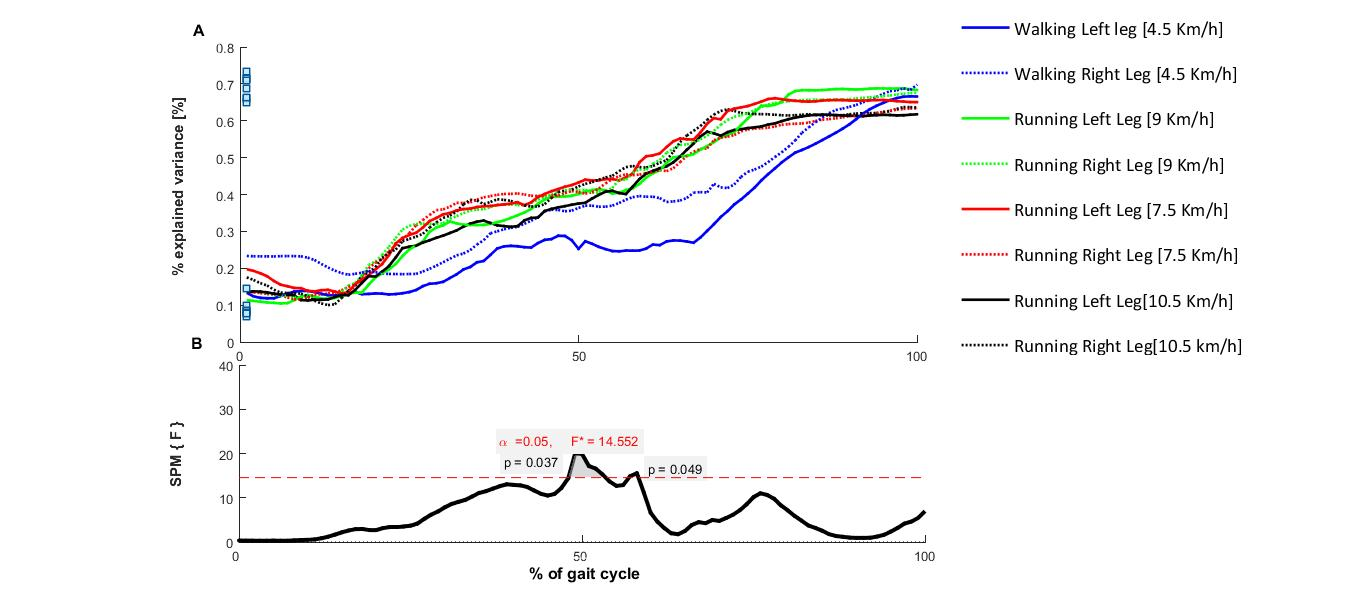 A
0.8
0.7
0.6
0.5
0.4
0.3
0.2
0.1
0
% explained variance [%]
0 50 100
Walking Left leg [4.5 Km/h]
Walking Right Leg [4.5 Km/h]
Running Left Leg [9 Km/h]
Running Right Leg [9 Km/h]
Running Left Leg [7.5 Km/h]
Running Right Leg [7.5 Km/h]
Running Left Leg[10.5 Km/h]
Running Right Leg[10.5 km/h]
B
40
30
20
10
0
SPM { F }
α =0.05, F* = 14.552
p = 0.037
p = 0.049
0 50 100
% of gait cycle